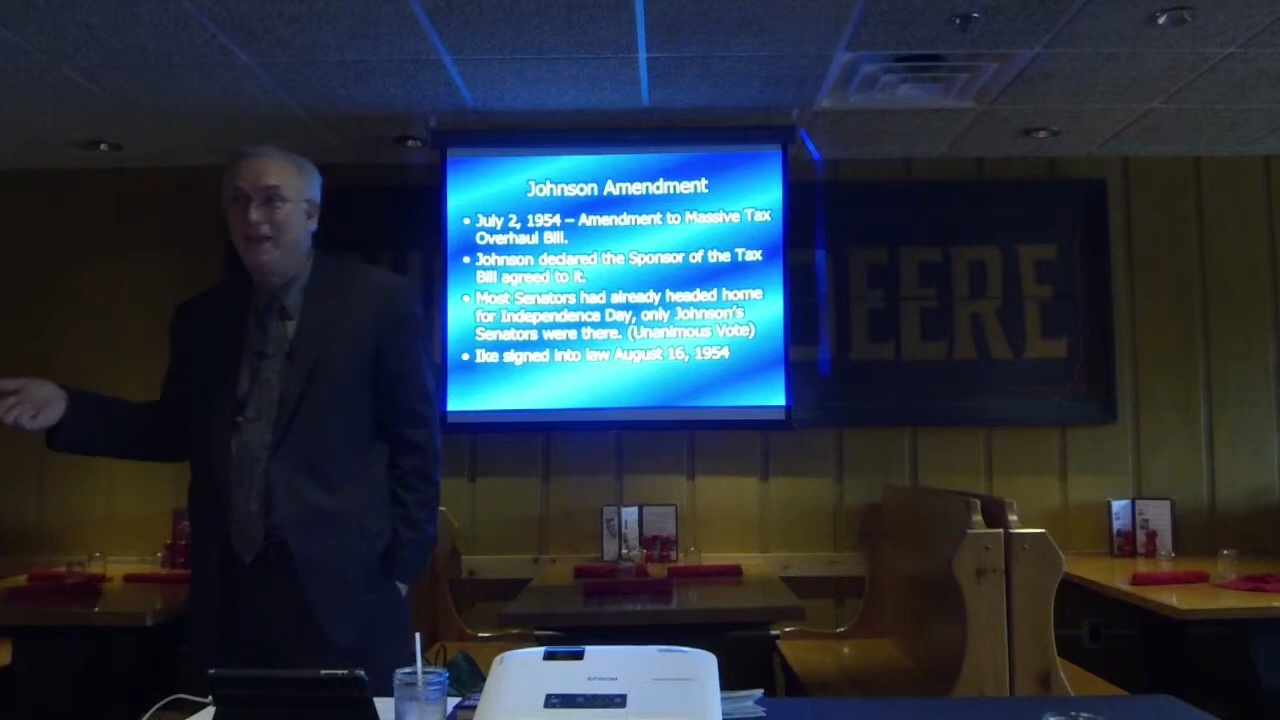 Johnson Amendment
• July 2, 1954 – Amendment to Massive Tax
Overhaul Bill.
• Johnson declared the Sponsor of the Tax
Bill agreed to it.
• Most Senators had already headed home
for Independence Day, only Johnson's
Senators were there. (Unanimous Vote)
• Ike signed into law August 16, 1954
DEERE
EPSON